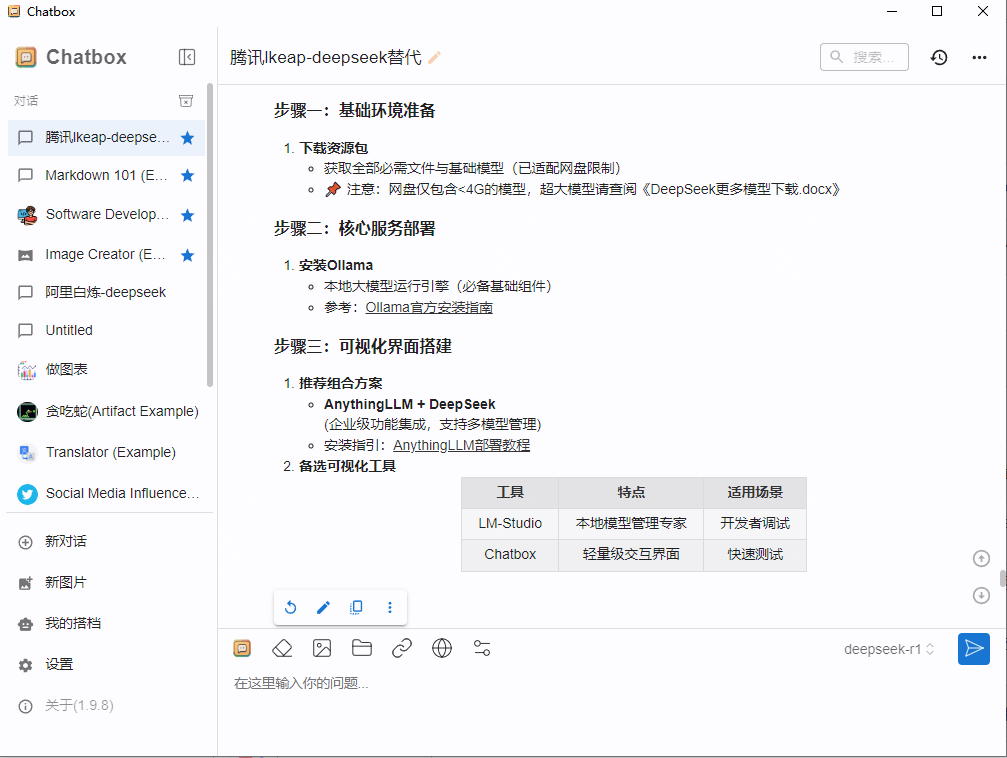 Chatbox
Chatbox
腾讯lkeap-deepseek替代
搜索...
对话
腾讯lkeap-deepse...
Markdown 101 (E...
Software Develop...
Image Creator (E...
阿里白炼-deepseek
Untitled
做图表
贪吃蛇(Artifact Example)
Translator (Example)
Social Media Influence...
新对话
新图片
我的搭档
设置
关于(1.9.8)
步骤一：基础环境准备
1. 下载资源包
获取全部必需文件与基础模型（已适配网盘限制）
📌 注意：网盘仅包含<4G的模型，超大模型请查阅《DeepSeek更多模型下载.docx》
步骤二：核心服务部署
1. 安装Ollama
本地大模型运行引擎（必备基础组件）
参考：Ollama官方安装指南
步骤三：可视化界面搭建
1. 推荐组合方案
AnythingLLM + DeepSeek
(企业级功能集成，支持多模型管理)
安装指引：AnythingLLM部署教程
2. 备选可视化工具
工具 特点 适用场景
LM-Studio 本地模型管理专家 开发者调试
Chatbox 轻量级交互界面 快速测试
deepseek-r1
在这里输入你的问题...